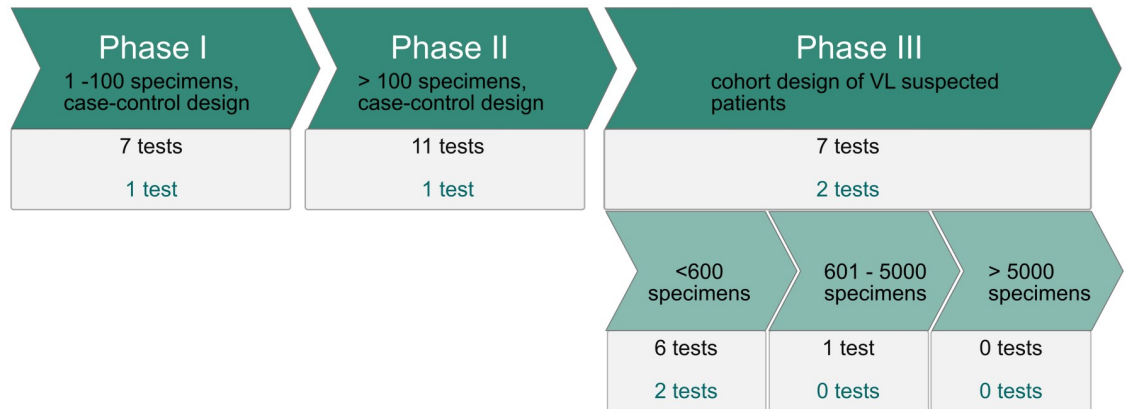 Phase I
1 -100 specimens,
case-control design
7 tests
1 test
Phase II
> 100 specimens,
case-control design
11 tests
1 test
Phase III
cohort design of VL suspected
patients
7 tests
2 tests
<600
specimens
6 tests
2 tests
601 - 5000
specimens
1 test
0 tests
> 5000
specimens
0 tests
0 tests